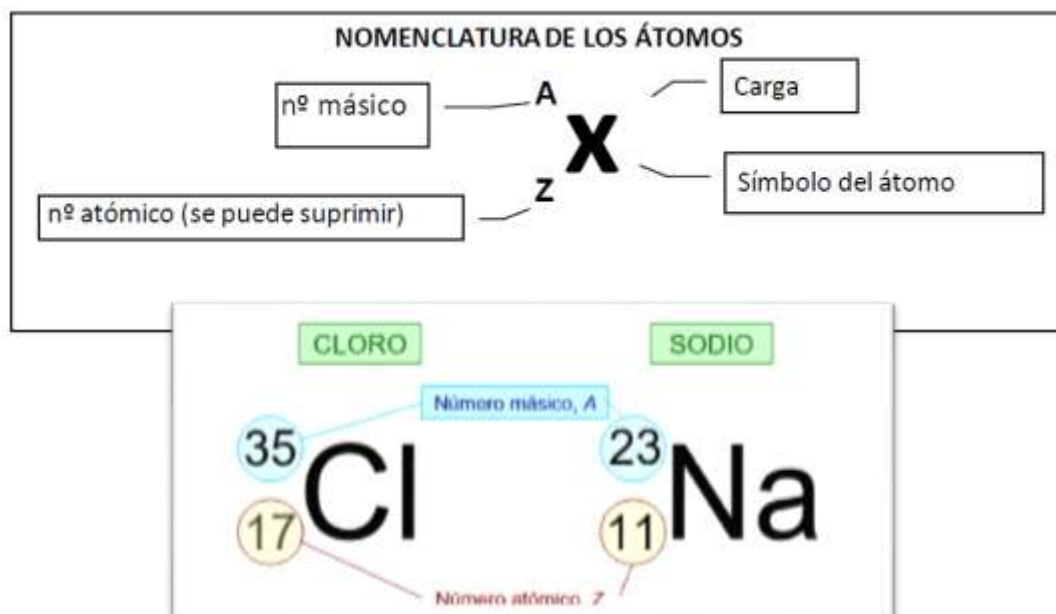 NOMENCLATURA DE LOS ÁTOMOS
nº másico
A
X
Z
Carga
Símbolo del átomo
nº atómico (se puede suprimir)
CLORO
SODIO
Número másico, A
35
Cl
17
23
Na
11
Número atómico Z